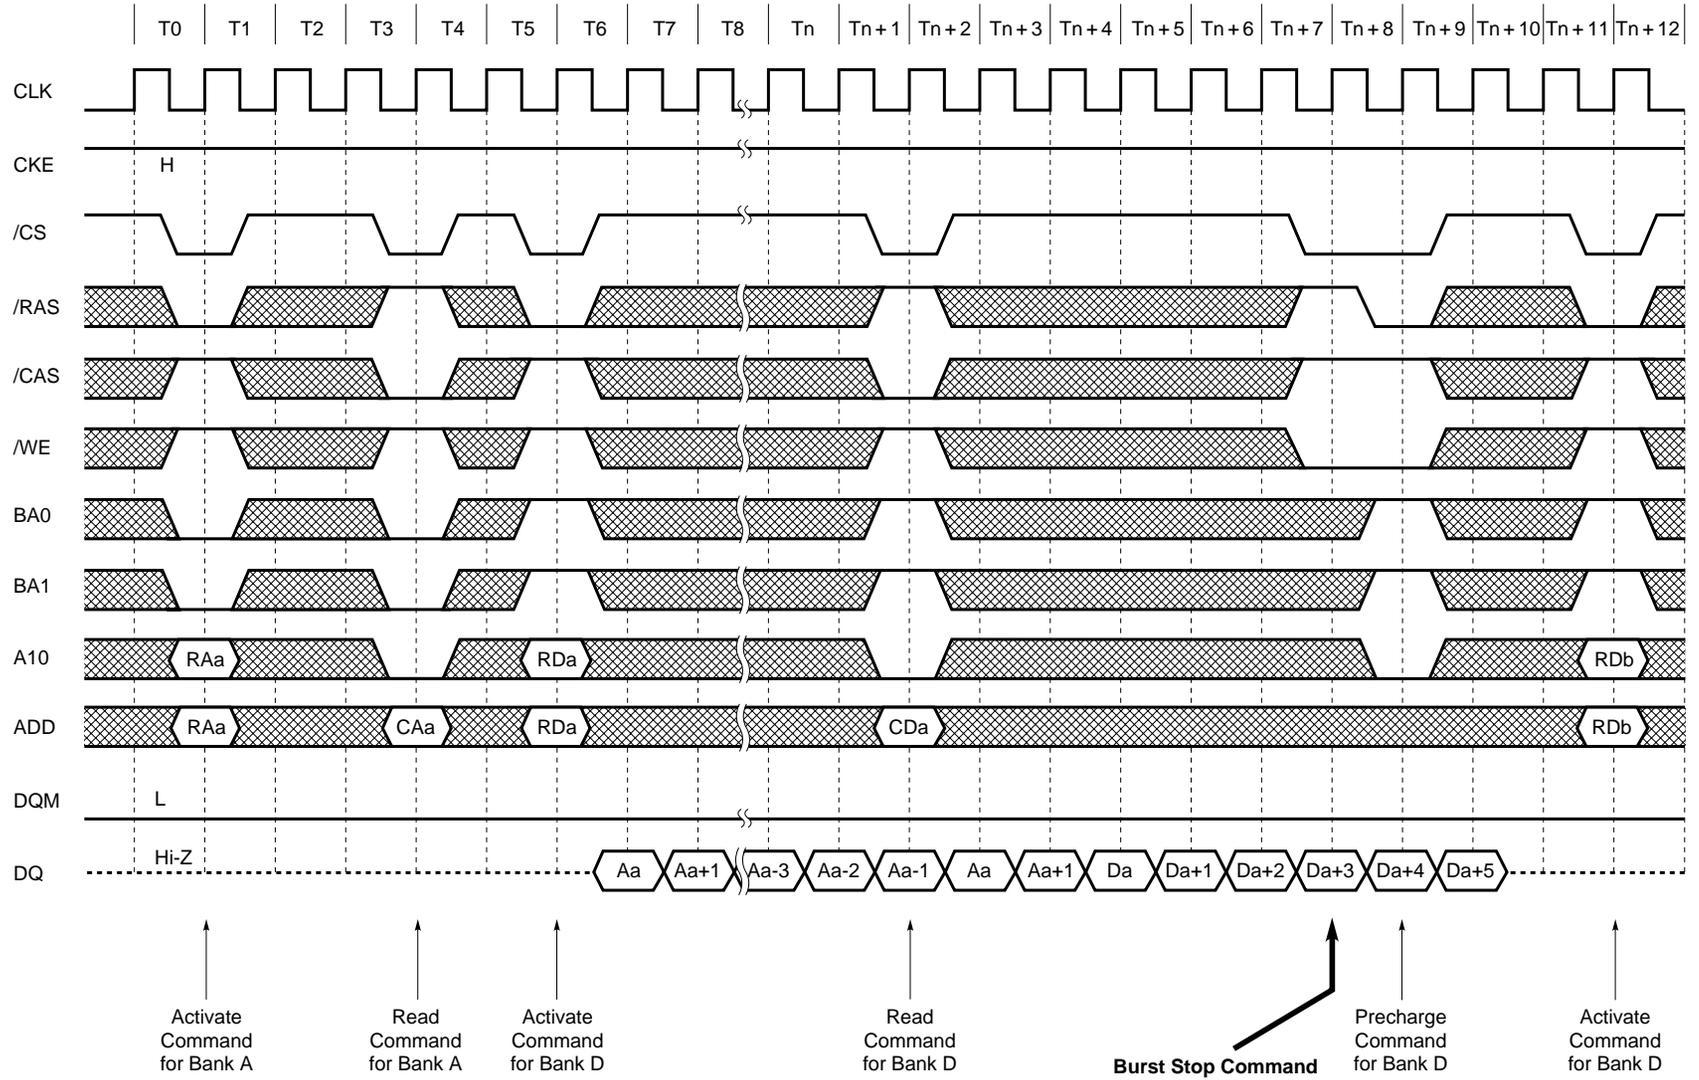 T0 T1 T2 T3 T4 T5 T6 T7 T8 Tn Tn + 1 Tn + 2 Tn + 3 Tn + 4 Tn + 5 Tn + 6 Tn + 7 Tn + 8 Tn + 9 Tn + 10 Tn + 11 Tn + 12
CLK
CKE H
/CS
/RAS
/CAS
/WE
BA0
BA1
A10 RAa RDa RDb
ADD RAa CAa RDa CDa RDb
DQM L
Hi-Z
DQ Aa Aa+1 Aa-3 Aa-2 Aa-1 Aa Aa+1 Da Da+1 Da+2 Da+3 Da+4 Da+5
Activate
Command
for Bank A
Read
Command
for Bank A
Activate
Command
for Bank D
Read
Command
for Bank D
Burst Stop Command
Precharge
Command
for Bank D
Activate
Command
for Bank D